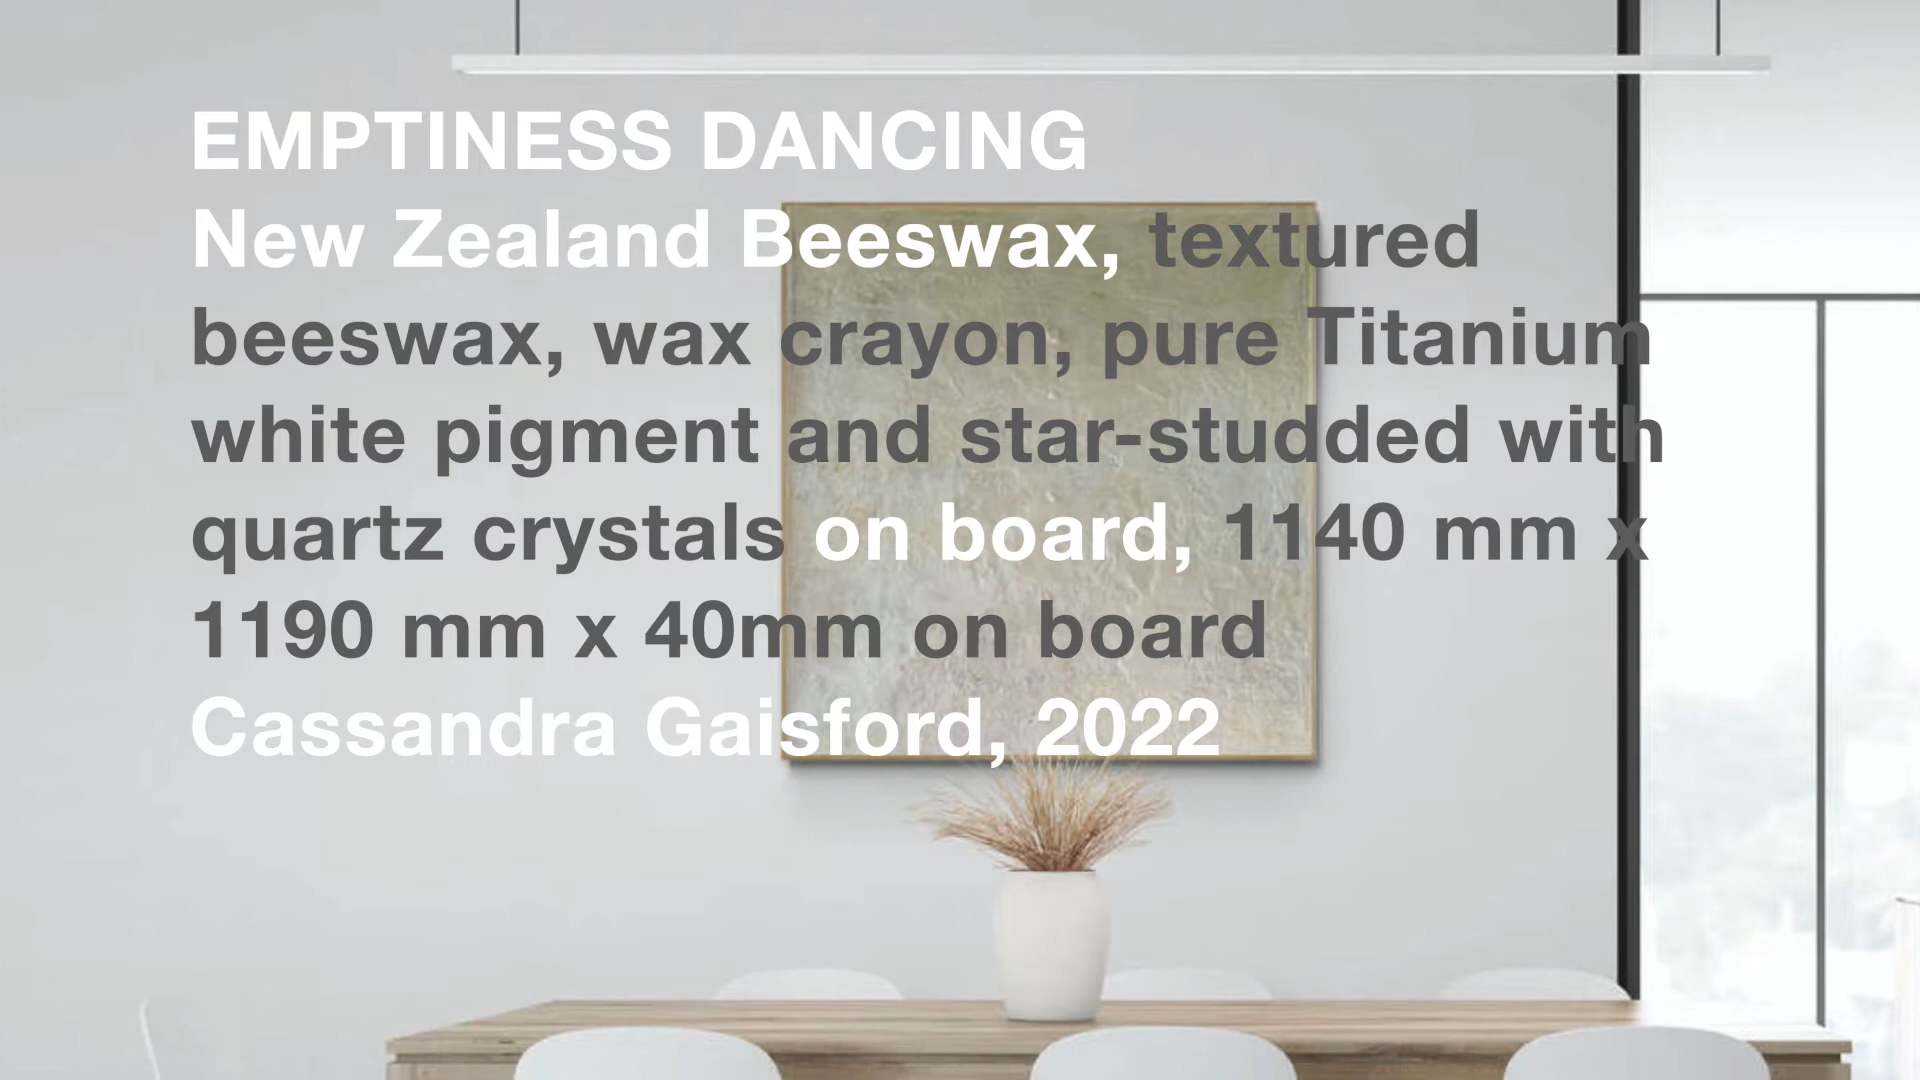 EMPTINESS DANCING
New Zealand Beeswax, textured
beeswax, wax crayon, pure Titanium
white pigment and star-studded with
quartz crystals on board, 1140 mm x
1190 mm x 40mm on board
Cassandra Gaisford, 2022